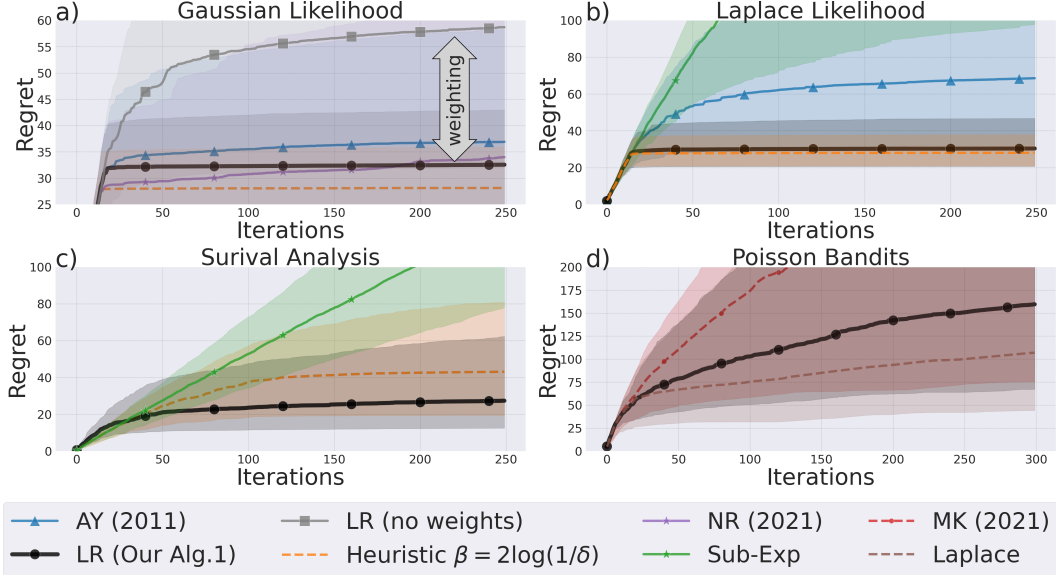 a) Gaussian Likelihood
60
55
50
45
40
35
30
25
Regret
weighting
0 50 100 150 200 250
Iterations
b) Laplace Likelihood
100
80
60
40
20
0
Regret
0 50 100 150 200 250
Iterations
c) Surival Analysis
100
80
60
40
20
0
Regret
0 50 100 150 200 250
Iterations
d) Poisson Bandits
200
175
150
125
100
75
50
25
0
Regret
0 50 100 150 200 250 300
Iterations
AY (2011) LR (no weights) NR (2021) MK (2021)
LR (Our Alg.1) Heuristic β = 2log(1/δ) Sub-Exp Laplace